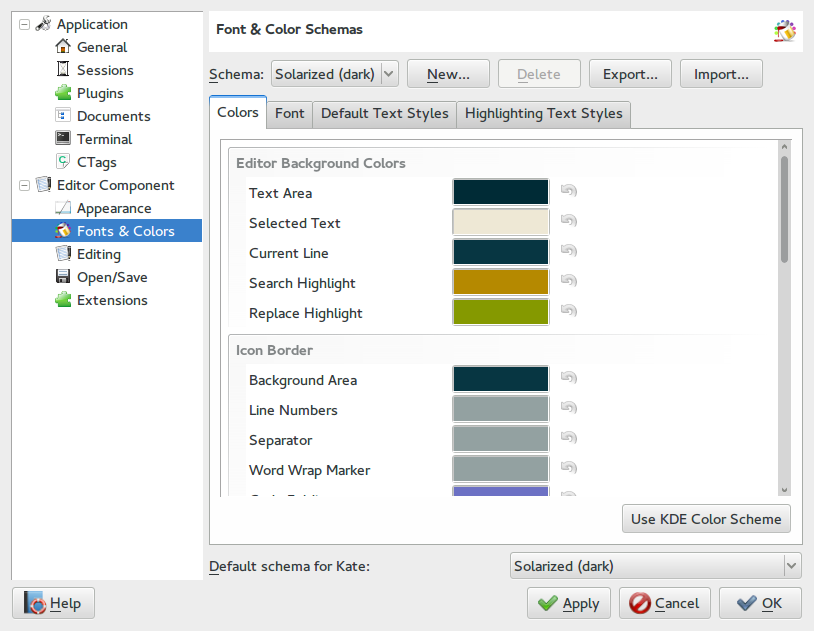 Application
General
Sessions
Plugins
Documents
Terminal
CTags
Editor Component
Appearance
Fonts & Colors
Editing
Open/Save
Extensions
Font & Color Schemas
Schema: Solarized (dark) New... Delete Export... Import...
Colors Font Default Text Styles Highlighting Text Styles
Editor Background Colors
Text Area
Selected Text
Current Line
Search Highlight
Replace Highlight
Icon Border
Background Area
Line Numbers
Separator
Word Wrap Marker
Use KDE Color Scheme
Default schema for Kate: Solarized (dark)
Help Apply Cancel OK